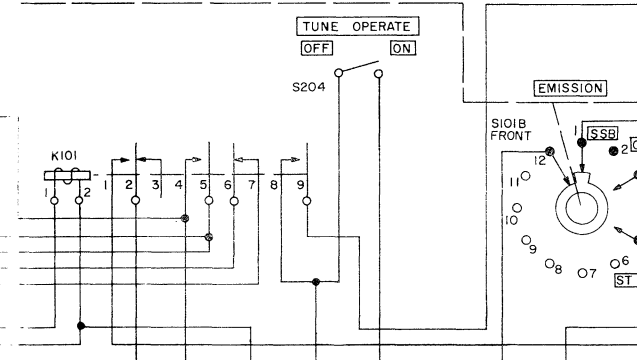 TUNE OPERATE
OFF ON
S204
EMISSION
S101B
FRONT
1 SSB
2
12
K101
1 2
1 2 3 4 5 6 7 8 9
11
10
9
8
7
6
ST